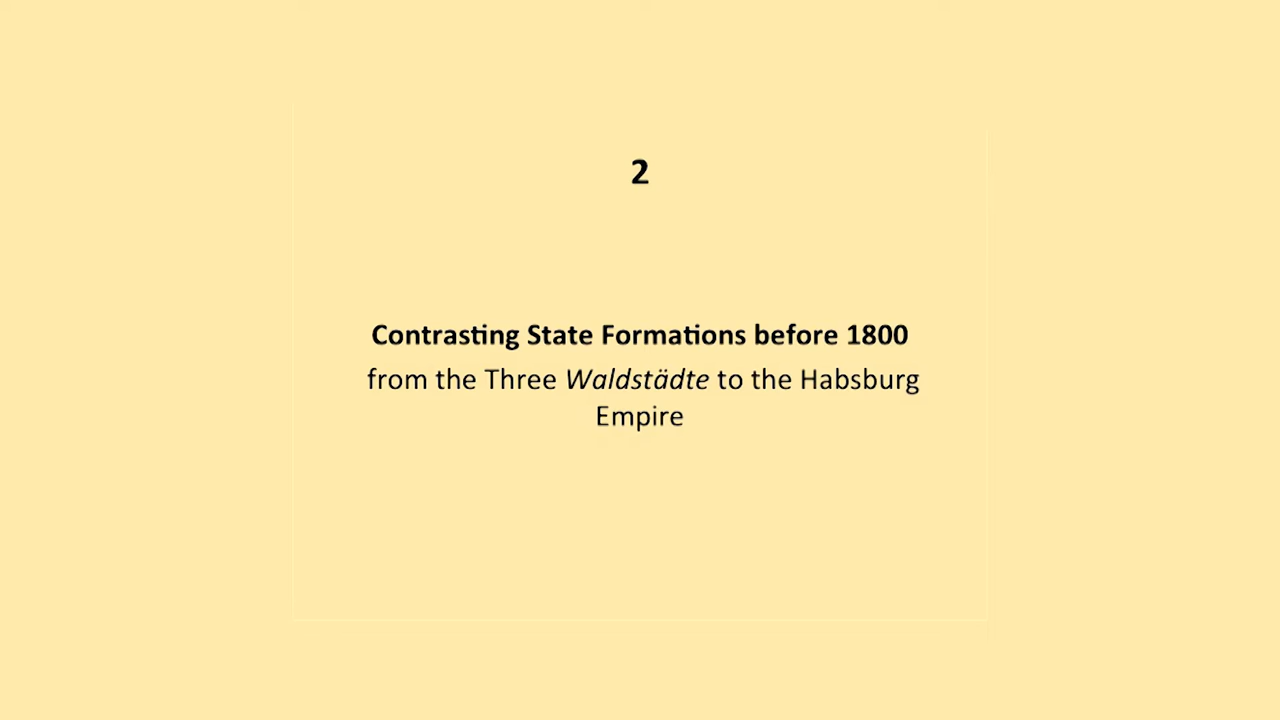 2
Contrasting State Formations before 1800
from the Three Waldstädte to the Habsburg
Empire